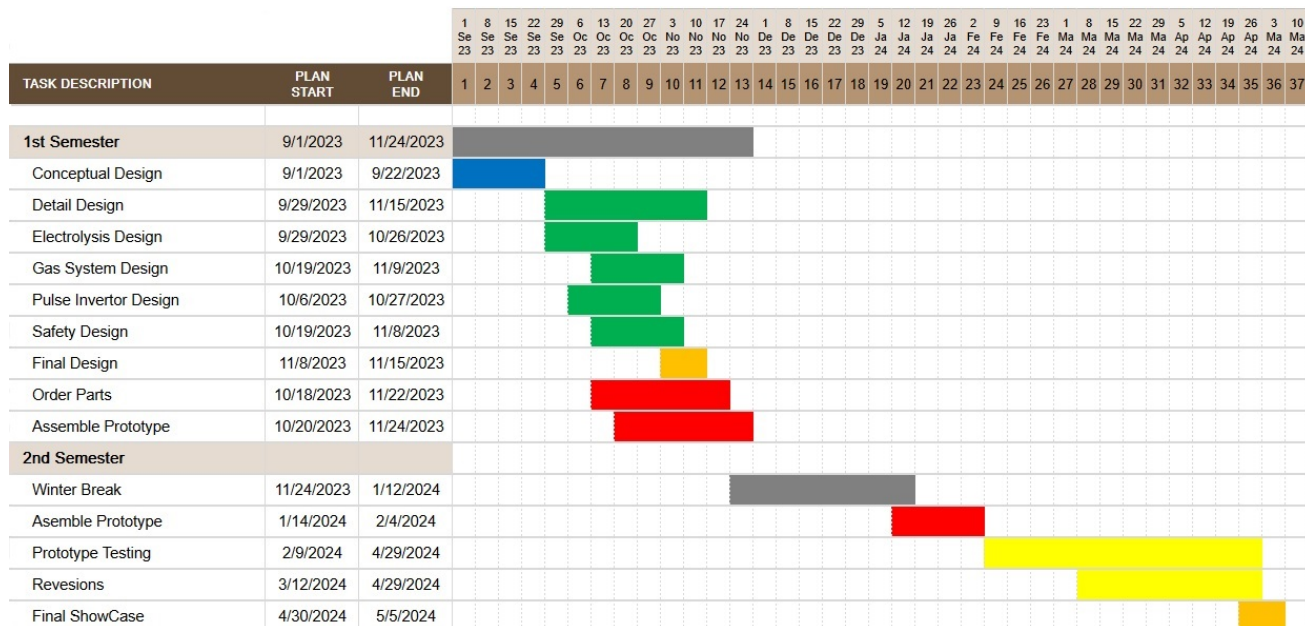 1 8 15 22 29 6 13 20 27 3 10 17 24 1 8 15 22 29 5 12 19 26 2 9 16 23 1 8 15 22 29 5 12 19 26 3 10
Se Se Se Se Se Oc Oc Oc Oc No No No No De De De De De Ja Ja Ja Ja Fe Fe Fe Fe Ma Ma Ma Ma Ma Ap Ap Ap Ap Ma Ma
23 23 23 23 23 23 23 23 23 23 23 23 23 23 23 23 23 23 24 24 24 24 24 24 24 24 24 24 24 24 24 24 24 24 24 24 24
TASK DESCRIPTION PLAN START PLAN END 1 2 3 4 5 6 7 8 9 10 11 12 13 14 15 16 17 18 19 20 21 22 23 24 25 26 27 28 29 30 31 32 33 34 35 36 37
1st Semester 9/1/2023 11/24/2023
Conceptual Design 9/1/2023 9/22/2023
Detail Design 9/29/2023 11/15/2023
Electrolysis Design 9/29/2023 10/26/2023
Gas System Design 10/19/2023 11/9/2023
Pulse Invertor Design 10/6/2023 10/27/2023
Safety Design 10/19/2023 11/8/2023
Final Design 11/8/2023 11/15/2023
Order Parts 10/18/2023 11/22/2023
Assemble Prototype 10/20/2023 11/24/2023
2nd Semester
Winter Break 11/24/2023 1/12/2024
Asemble Prototype 1/14/2024 2/4/2024
Prototype Testing 2/9/2024 4/29/2024
Revesions 3/12/2024 4/29/2024
Final ShowCase 4/30/2024 5/5/2024